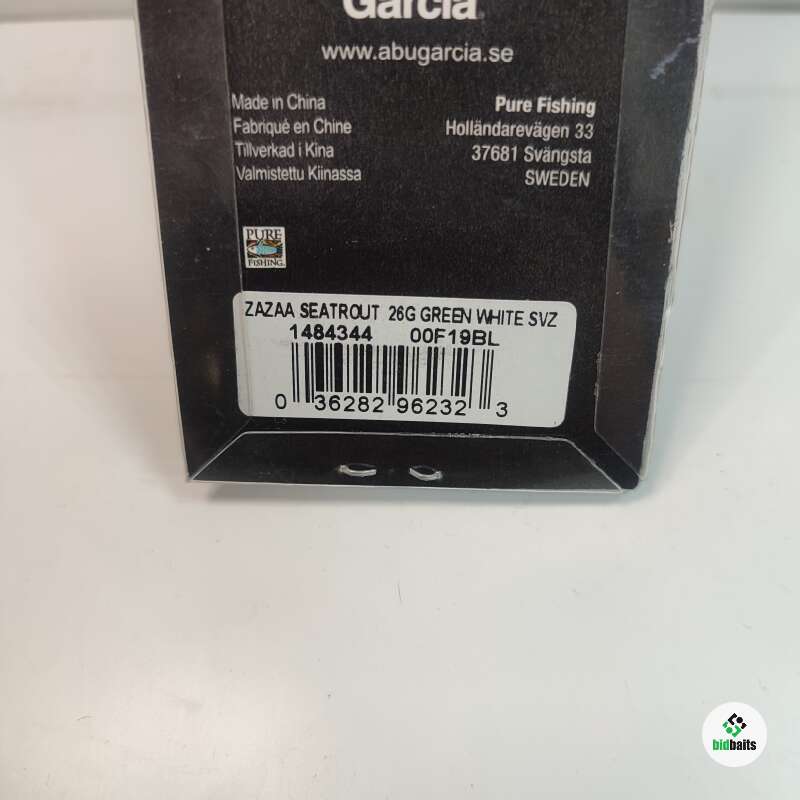 Garcia
www.abugarcia.se
Made in China
Fabriqué en Chine
Tillverkad i Kina
Valmistettu Kiinassa
Pure Fishing
Holländarevägen 33
37681 Svängsta
SWEDEN
PURE
FISHING
ZAZAA SEATROUT 26G GREEN WHITE SVZ
1484344 00F19BL
0 36282 96232 3
bidbaits